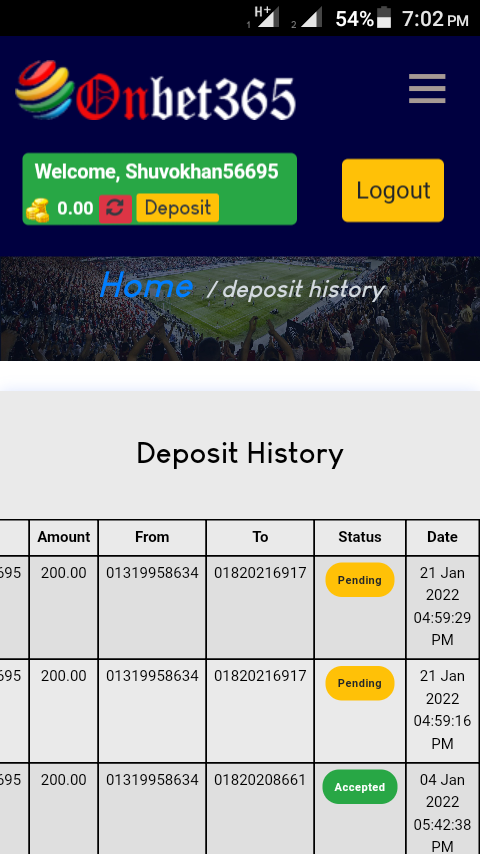 H+
1 2 54% 7:02 PM
Onbet365
Welcome, Shuvokhan56695
0.00 Deposit
Logout
Home / deposit history
Deposit History
Amount From To Status Date
695 200.00 01319958634 01820216917 Pending 21 Jan
2022
04:59:29
PM
695 200.00 01319958634 01820216917 Pending 21 Jan
2022
04:59:16
PM
695 200.00 01319958634 01820208661 Accepted 04 Jan
2022
05:42:38
PM